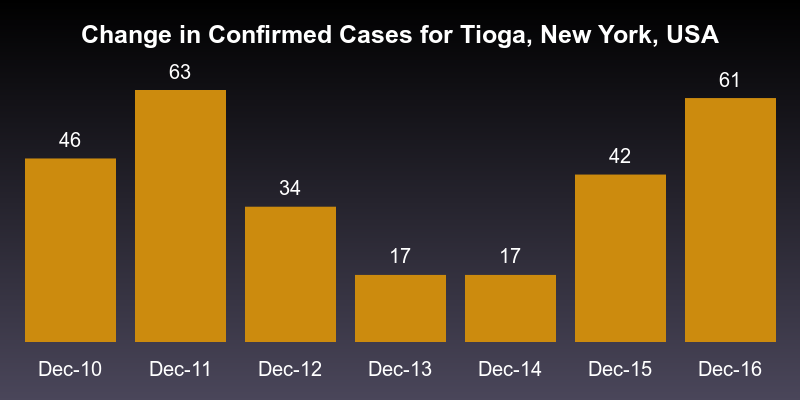 Change in Confirmed Cases for Tioga, New York, USA
46
63
34
17
17
42
61
Dec-10
Dec-11
Dec-12
Dec-13
Dec-14
Dec-15
Dec-16